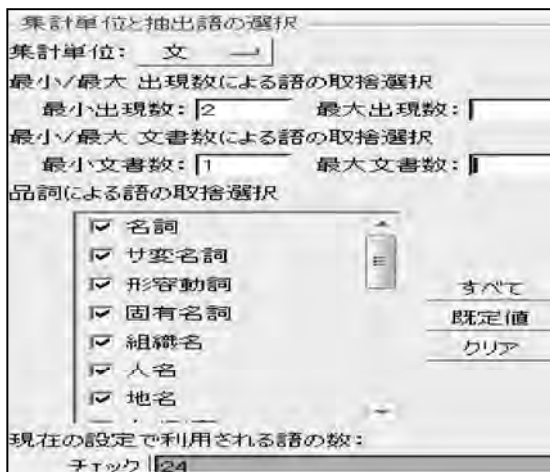 集計単位と抽出語の選択
集計単位: 文
最小/最大 出現数による語の取捨選択
最小出現数: 2 最大出現数:
最小/最大 文書数による語の取捨選択
最小文書数: 1 最大文書数:
品詞による語の取捨選択
名詞
サ変名詞
形容動詞
固有名詞
組織名
人名
地名
すべて
既定値
クリア
現在の設定で利用される語の数:
チェック 24